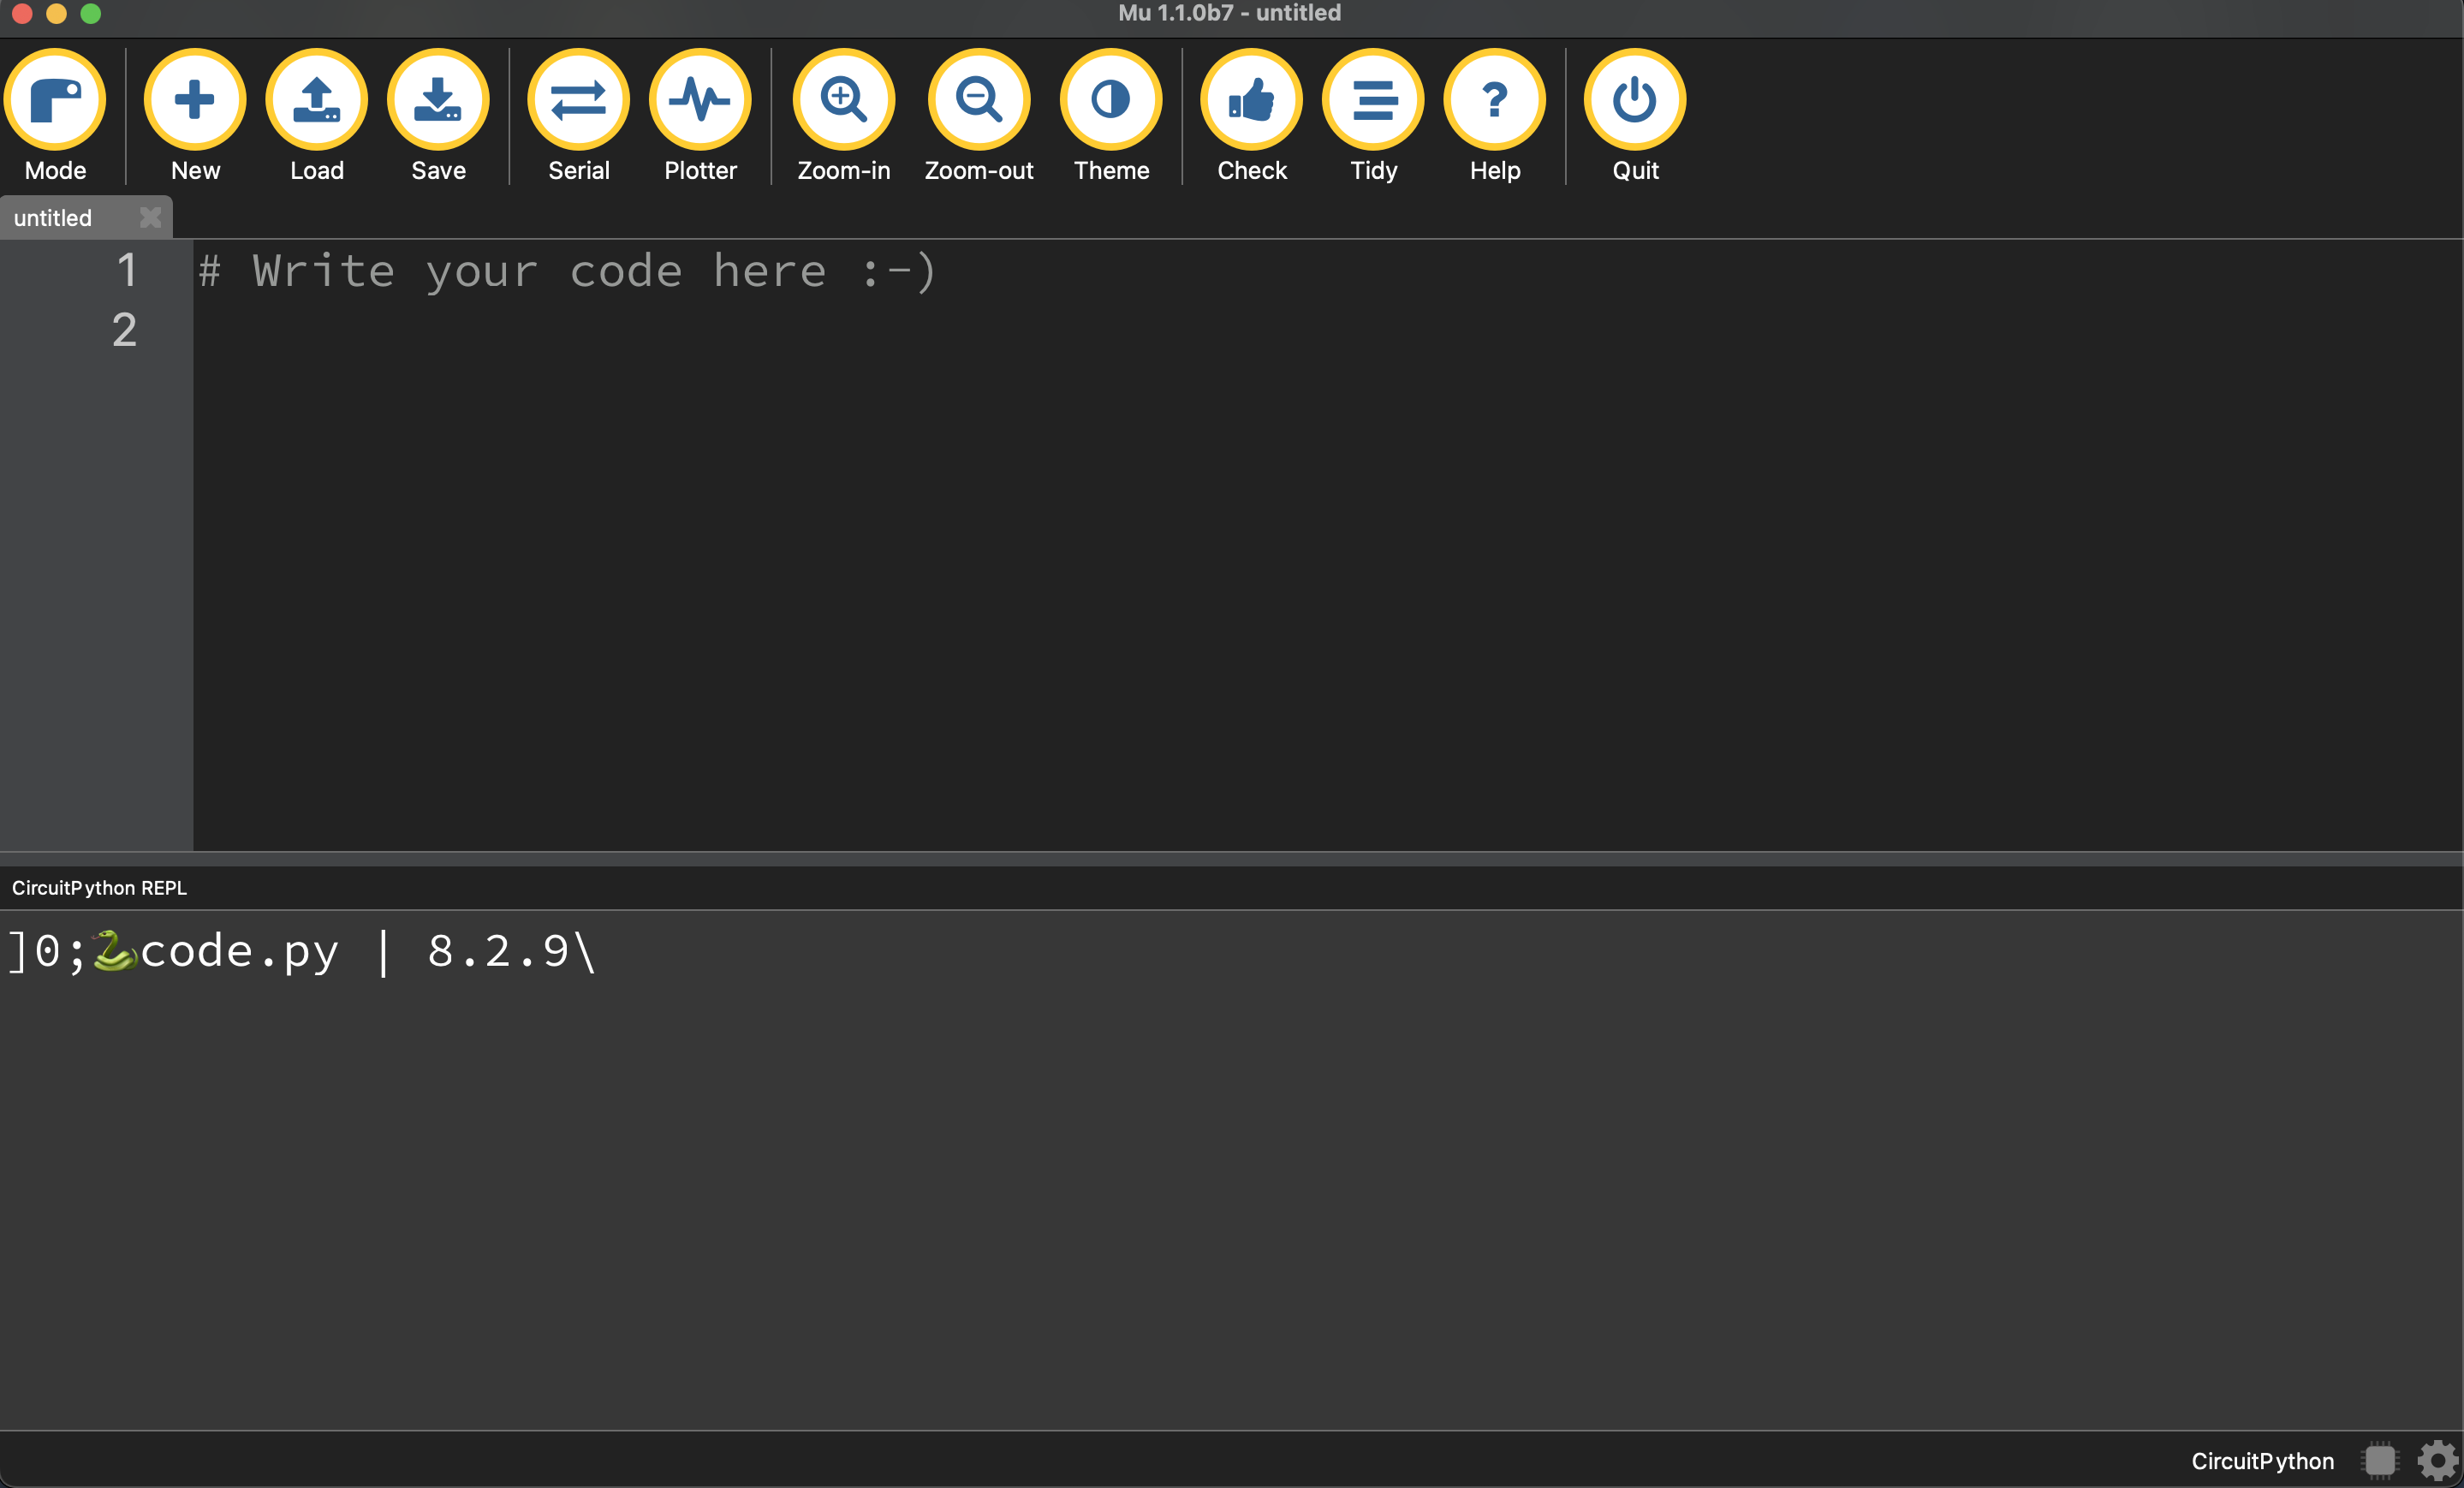 Mu 1.1.0b7 - untitled
Mode New Load Save Serial Plotter Zoom-in Zoom-out Theme Check Tidy Help Quit
untitled
1 # Write your code here :-)
2
CircuitPython REPL
]0;🐍code.py | 8.2.9\
CircuitPython